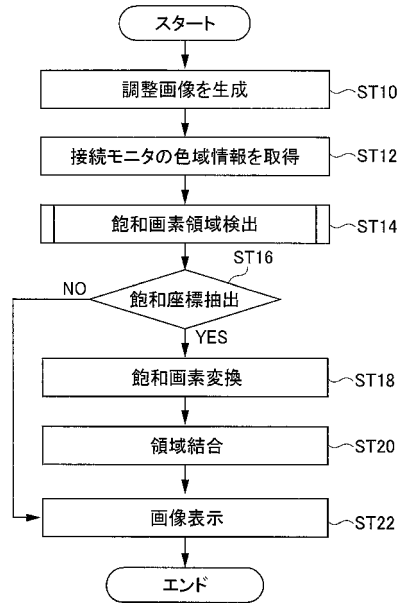 スタート
調整画像を生成
ST10
接続モニタの色域情報を取得
ST12
飽和画素領域検出
ST14
ST16
飽和座標抽出
NO
YES
飽和画素変換
ST18
領域結合
ST20
画像表示
ST22
エンド